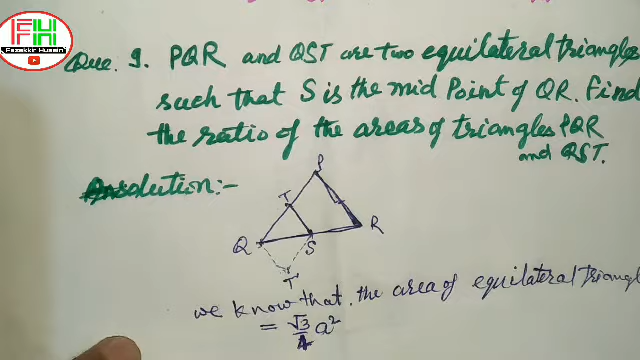 FH
Fazakkir Husain
Que. 9. PQR and QST are two equilateral triangles
such that S is the mid Point of QR. Find
the ratio of the areas of triangles PQR
and QST.
solution:-
P
T
R
Q
S
T'
we know that, the area of equilateral triangl
= √3/4 a²